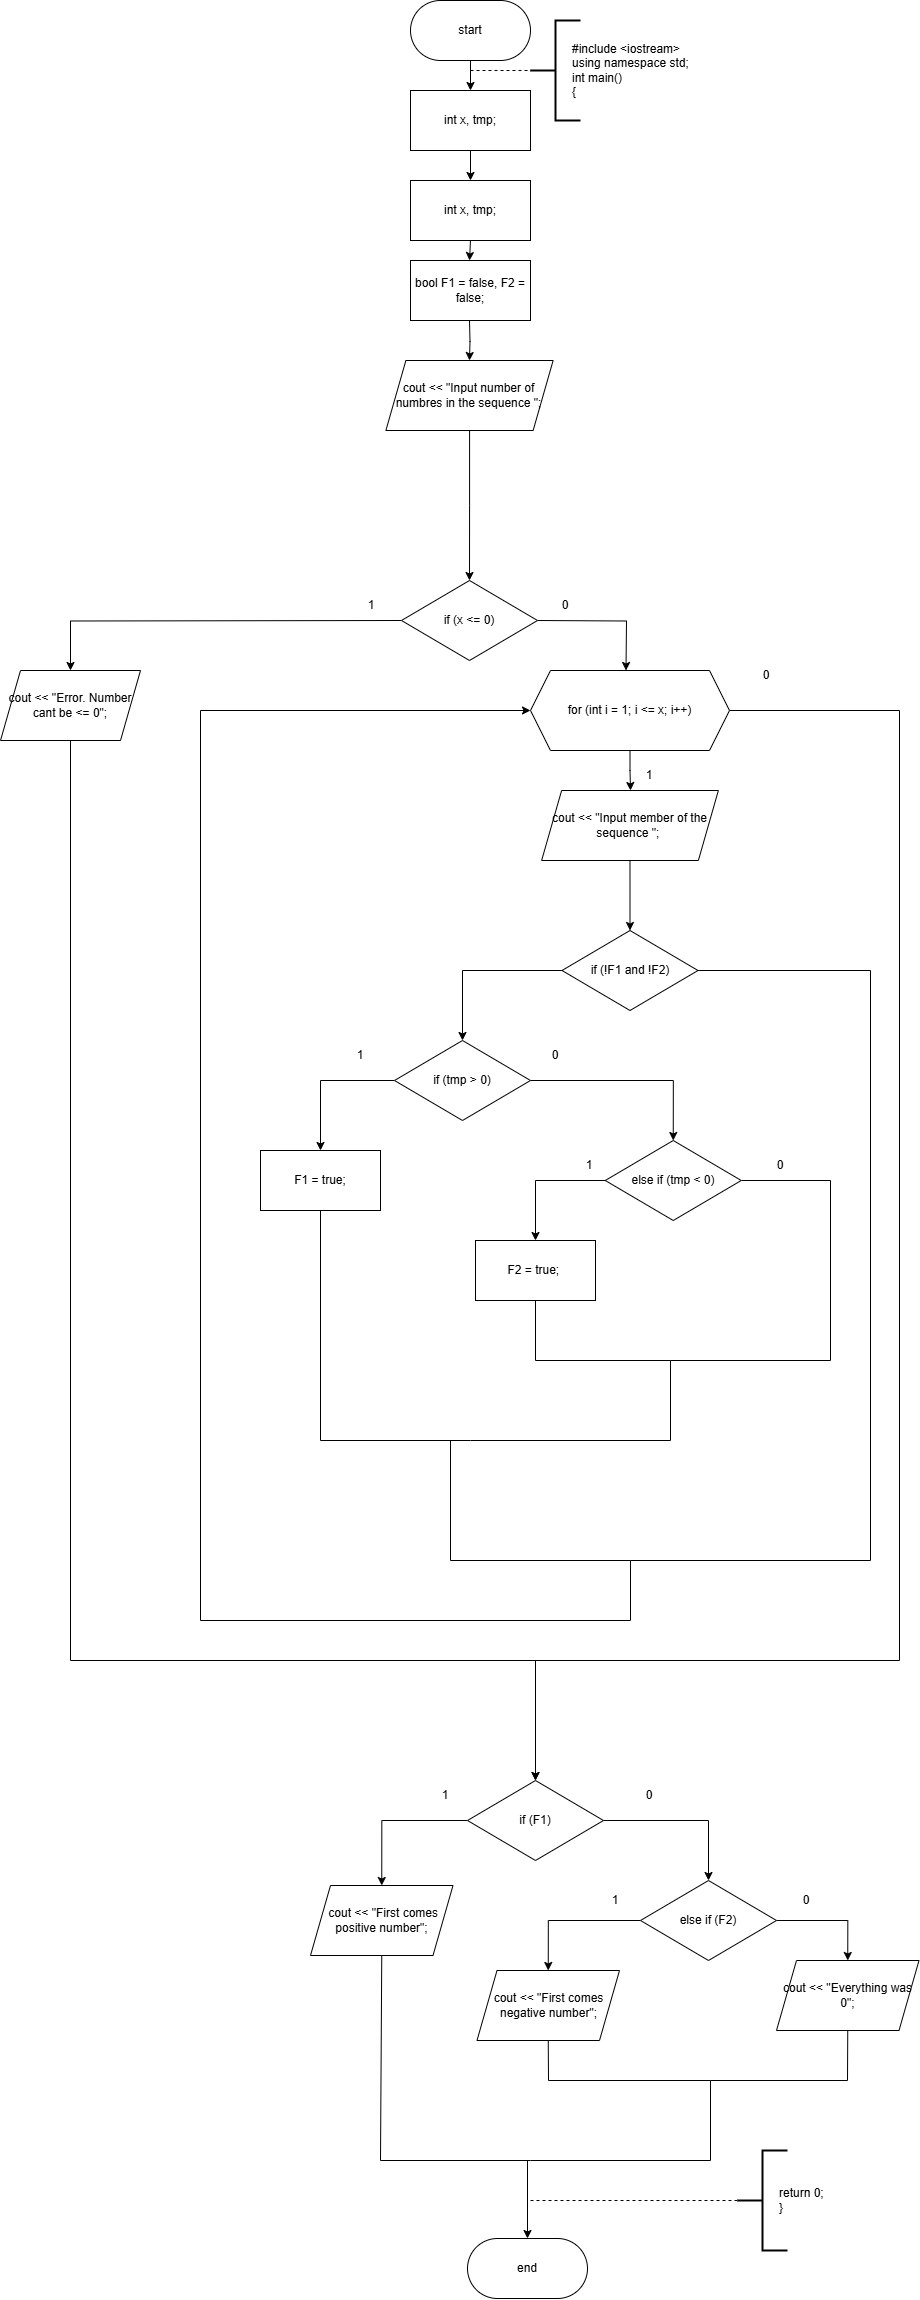 start
#include <iostream>
using namespace std;
int main()
{
int x, tmp;
int x, tmp;
bool F1 = false, F2 =
false;
cout << "Input number of
numbres in the sequence ";
1
if (x <= 0)
0
cout << "Error. Number
cant be <= 0";
for (int i = 1; i <= x; i++)
0
1
cout << "Input member of the
sequence ";
if (!F1 and !F2)
1
if (tmp > 0)
0
F1 = true;
1
else if (tmp < 0)
0
F2 = true;
1
if (F1)
0
cout << "First comes
positive number";
1
else if (F2)
0
cout << "First comes
negative number";
cout << "Everything was
0";
return 0;
}
end